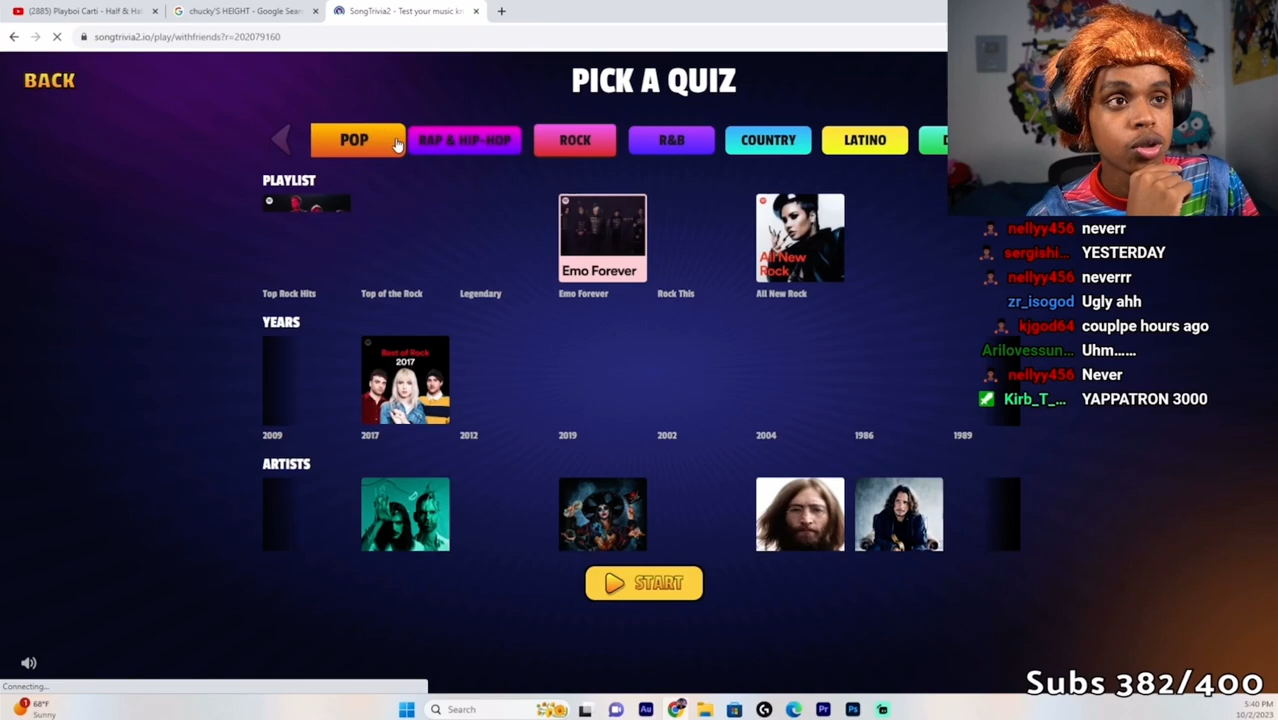 (2885) Playboi Carti - Half & Hal
chucky'S HEIGHT - Google Sear
SongTrivia2 - Test your music kn
songtrivia2.io/play/withfriends?r=202079160
BACK
PICK A QUIZ
POP
RAP & HIP-HOP
ROCK
R&B
COUNTRY
LATINO
D
PLAYLIST
Emo Forever
All New
Rock
Top Rock Hits
Top of the Rock
Legendary
Emo Forever
Rock This
All New Rock
YEARS
Best of Rock
2017
2009
2017
2012
2019
2002
2004
1986
1989
ARTISTS
START
nellyy456 neverr
sergishi... YESTERDAY
nellyy456 neverrr
zr_isogod Ugly ahh
kjgod64 couplpe hours ago
Arilovessun... Uhm......
nellyy456 Never
Kirb_T_... YAPPATRON 3000
Subs 382/400
Connecting...
1
68°F
Sunny
Search
Au
Pr
Ps
5:40 PM
10/2/2023